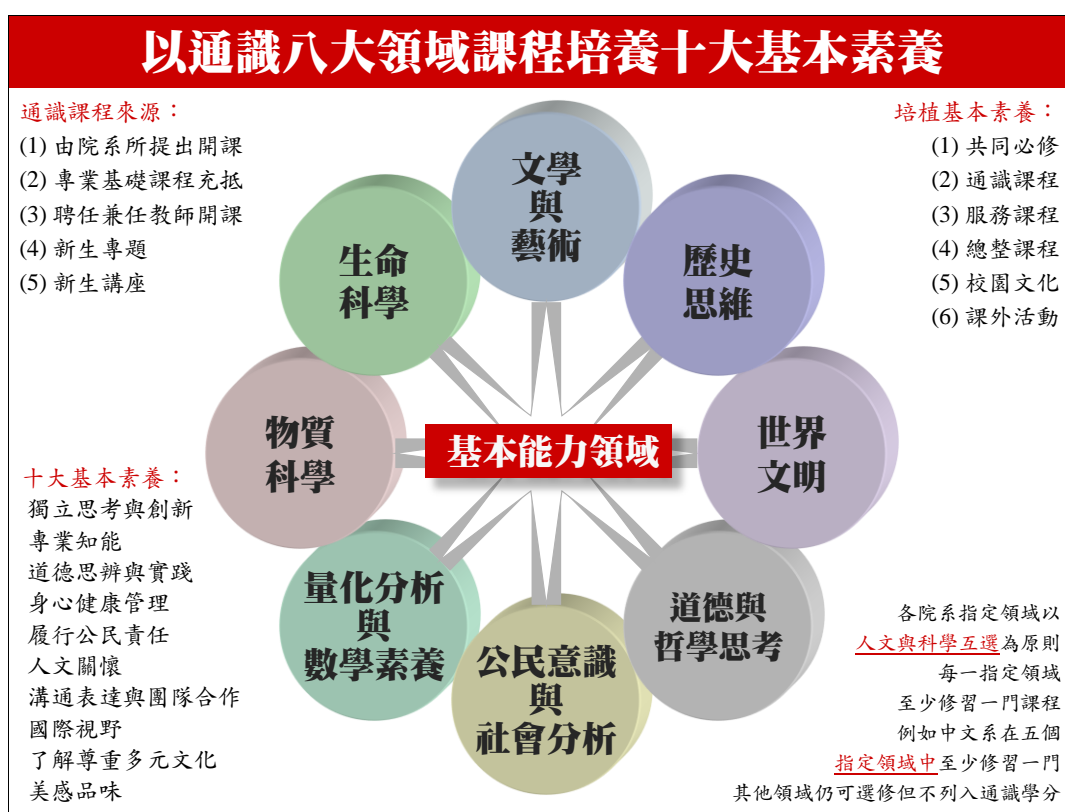 以通識八大領域課程培養十大基本素養
通識課程來源：
(1) 由院系所提出開課
(2) 專業基礎課程充抵
(3) 聘任兼任教師開課
(4) 新生專題
(5) 新生講座
培植基本素養：
(1) 共同必修
(2) 通識課程
(3) 服務課程
(4) 總整課程
(5) 校園文化
(6) 課外活動
文學
與
藝術
歷史
思維
世界
文明
道德與
哲學思考
公民意識
與
社會分析
量化分析
與
數學素養
物質
科學
生命
科學
基本能力領域
十大基本素養：
獨立思考與創新
專業知能
道德思辨與實踐
身心健康管理
履行公民責任
人文關懷
溝通表達與團隊合作
國際視野
了解尊重多元文化
美感品味
各院系指定領域以
人文與科學互選為原則
每一指定領域
至少修習一門課程
例如中文系在五個
指定領域中至少修習一門
其他領域仍可選修但不列入通識學分